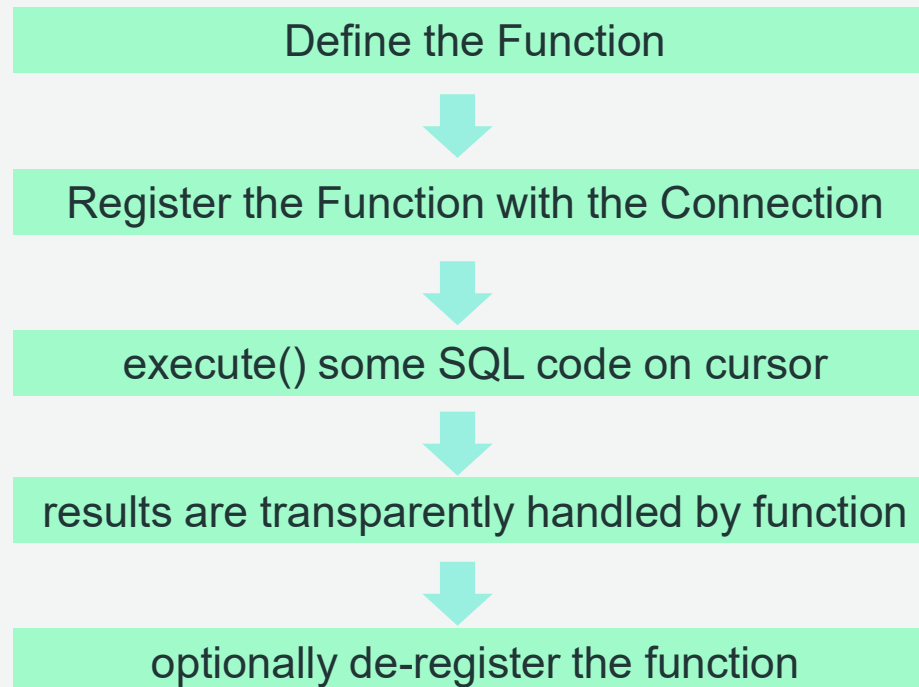 Define the Function
Register the Function with the Connection
execute() some SQL code on cursor
results are transparently handled by function
optionally de-register the function